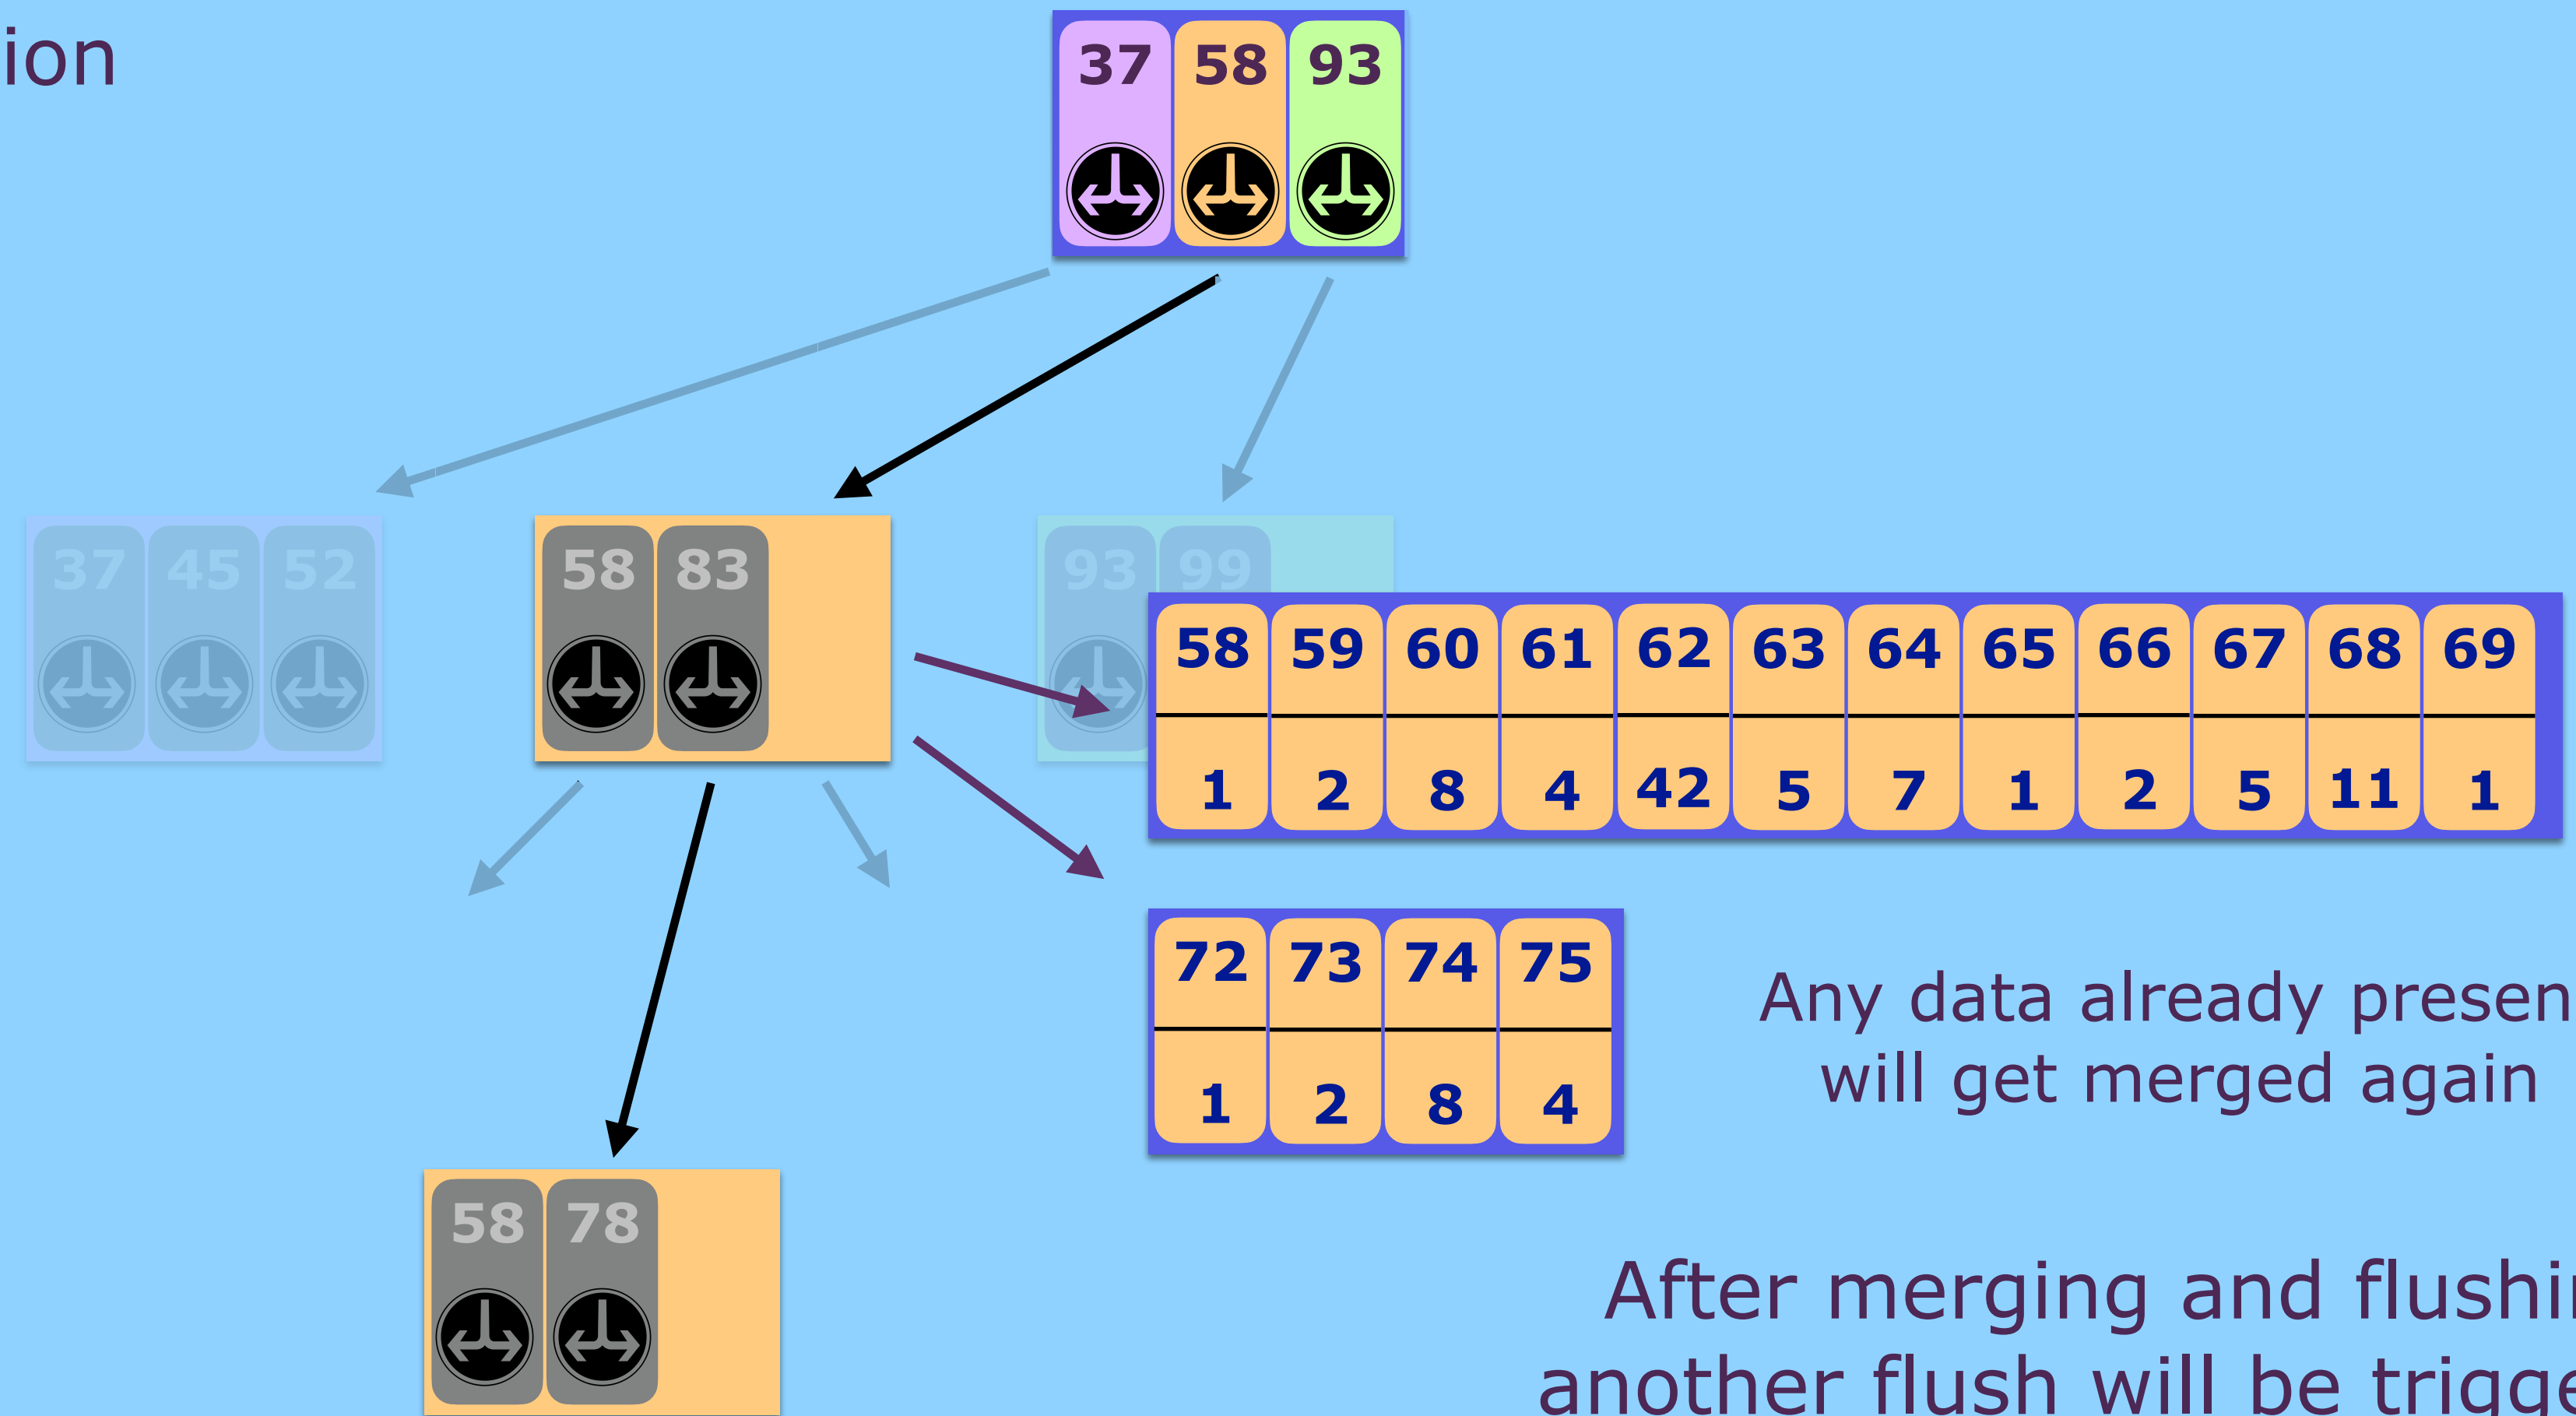 ion
37 58 93
37 45 52
58 83
93 99
58 59 60 61 62 63 64 65 66 67 68 69
1 2 8 4 42 5 7 1 2 5 11 1
72 73 74 75
1 2 8 4
Any data already presen
will get merged again
58 78
After merging and flushi
another flush will be trigge